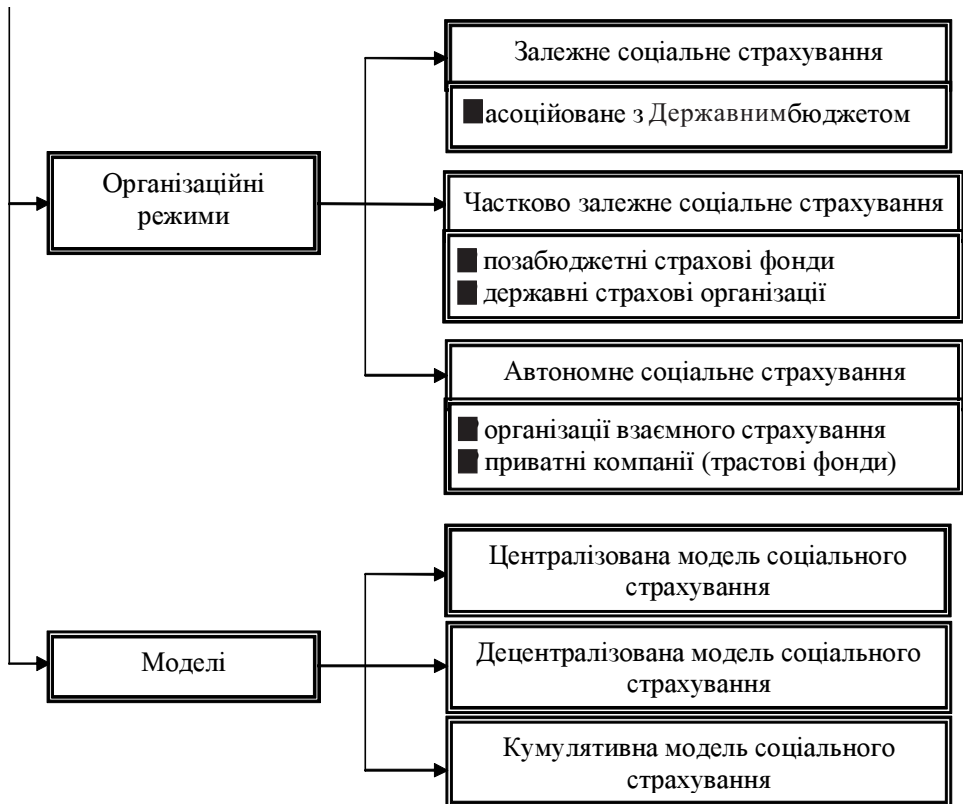 Залежне соціальне страхування
асоційоване з Державнимбюджетом
Організаційні
режими
Частково залежне соціальне страхування
позабюджетні страхові фонди
державні страхові організації
Автономне соціальне страхування
організації взаємного страхування
приватні компанії (трастові фонди)
Централізована модель соціального
страхування
Моделі
Децентралізована модель соціального
страхування
Кумулятивна модель соціального
страхування